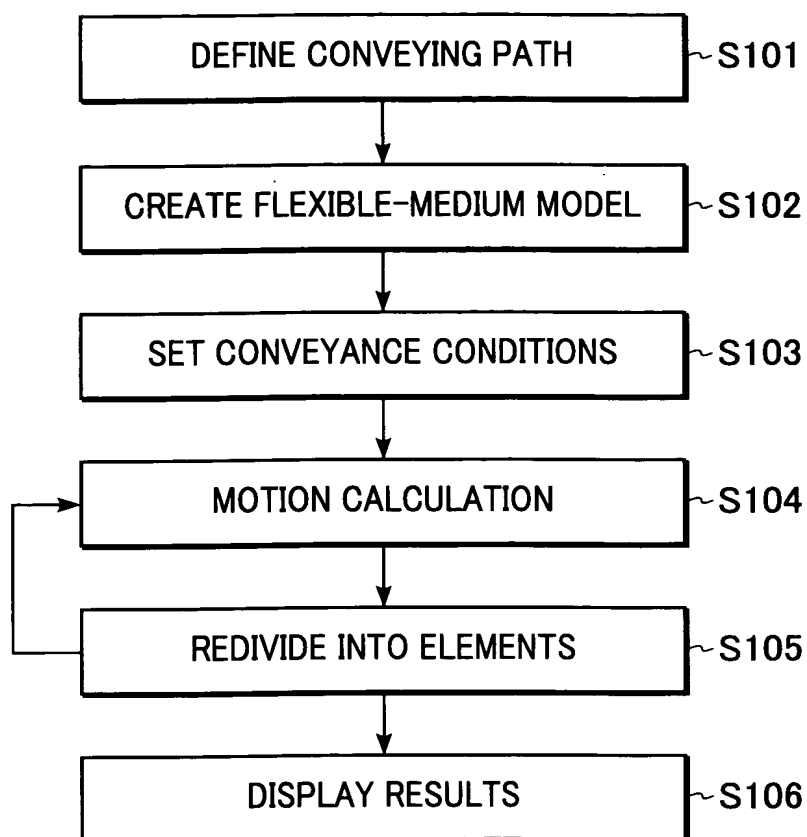 DEFINE CONVEYING PATH S101
CREATE FLEXIBLE-MEDIUM MODEL S102
SET CONVEYANCE CONDITIONS S103
MOTION CALCULATION S104
REDIVIDE INTO ELEMENTS S105
DISPLAY RESULTS S106